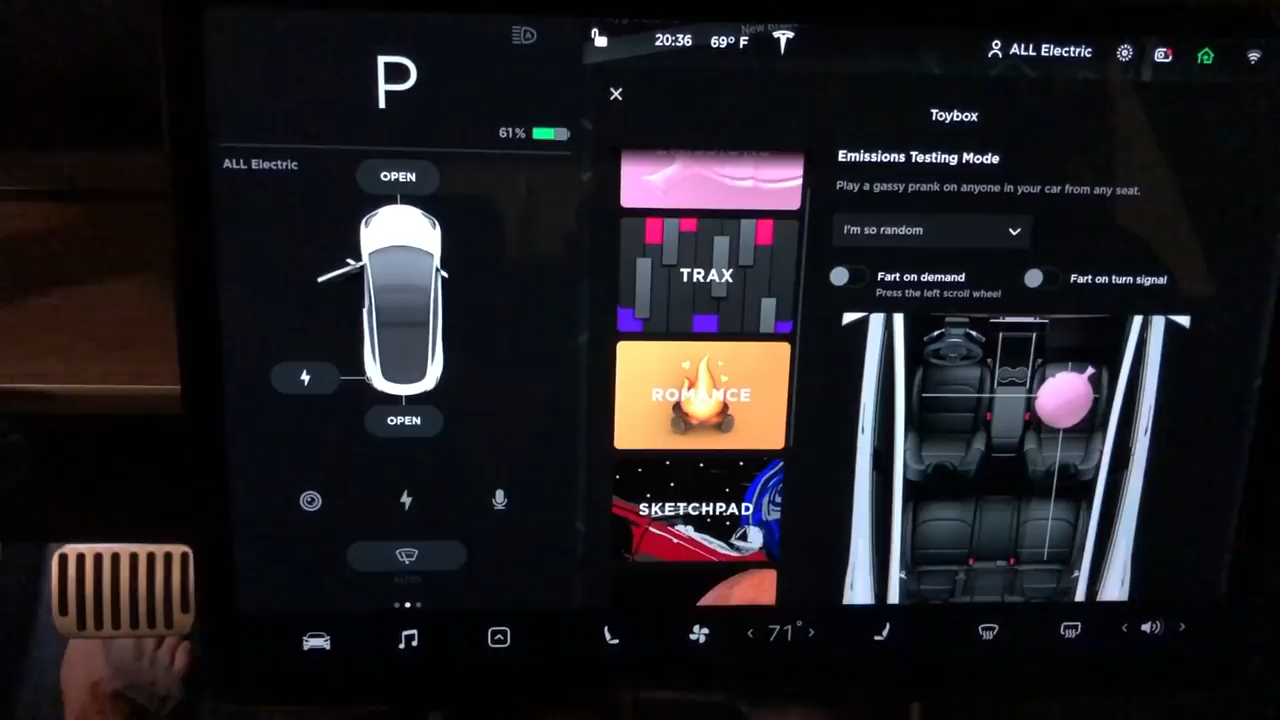 P
61%
ALL Electric
OPEN
OPEN
AUTO
20:36 69° F
ALL Electric
Toybox
Emissions Testing Mode
Play a gassy prank on anyone in your car from any seat.
I'm so random
Fart on demand
Press the left scroll wheel
Fart on turn signal
TRAX
ROMANCE
SKETCHPAD
71°